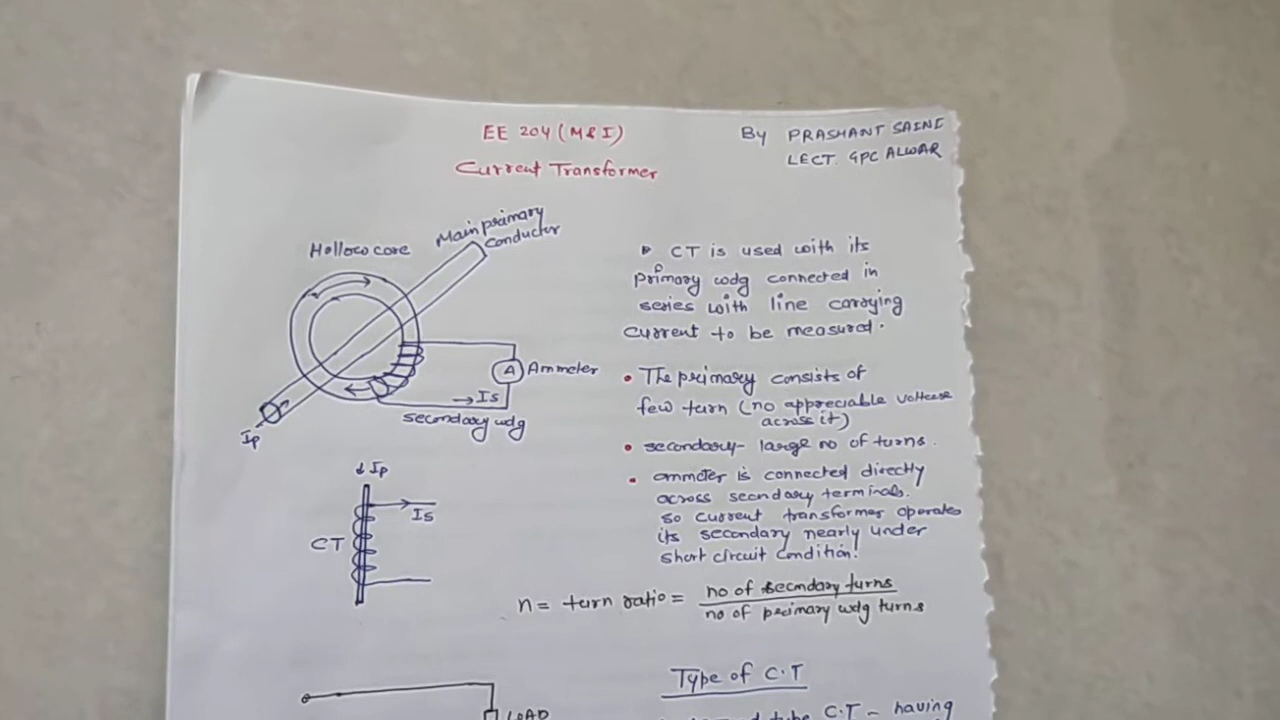 EE 204 (M & I)
Current Transformer
By PRASHANT SAINI
LECT. GPC ALWAR
Hollow core
Main primary
conductor
A Ammeter
Is
secondary wdg
Ip
Ip
Is
CT
CT is used with its
primary wdg connected in
series with line carrying
current to be measured.
• The primary consists of
few turn (no appreciable voltage
across it)
• secondary- large no of turns.
• ammeter is connected directly
across secondary terminals.
so current transformer operates
its secondary nearly under
short circuit condition.
n = turn ratio = no of secondary turns
no of primary wdg turns
Type of C.T
type C.T - having
LOAD